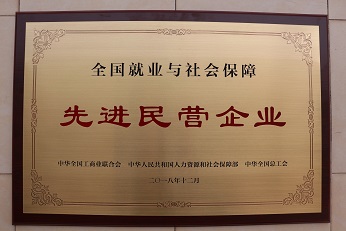 全国就业与社会保障
先进民营企业
中华全国工商业联合会 中华人民共和国人力资源和社会保障部 中华全国总工会
二〇一八年十二月